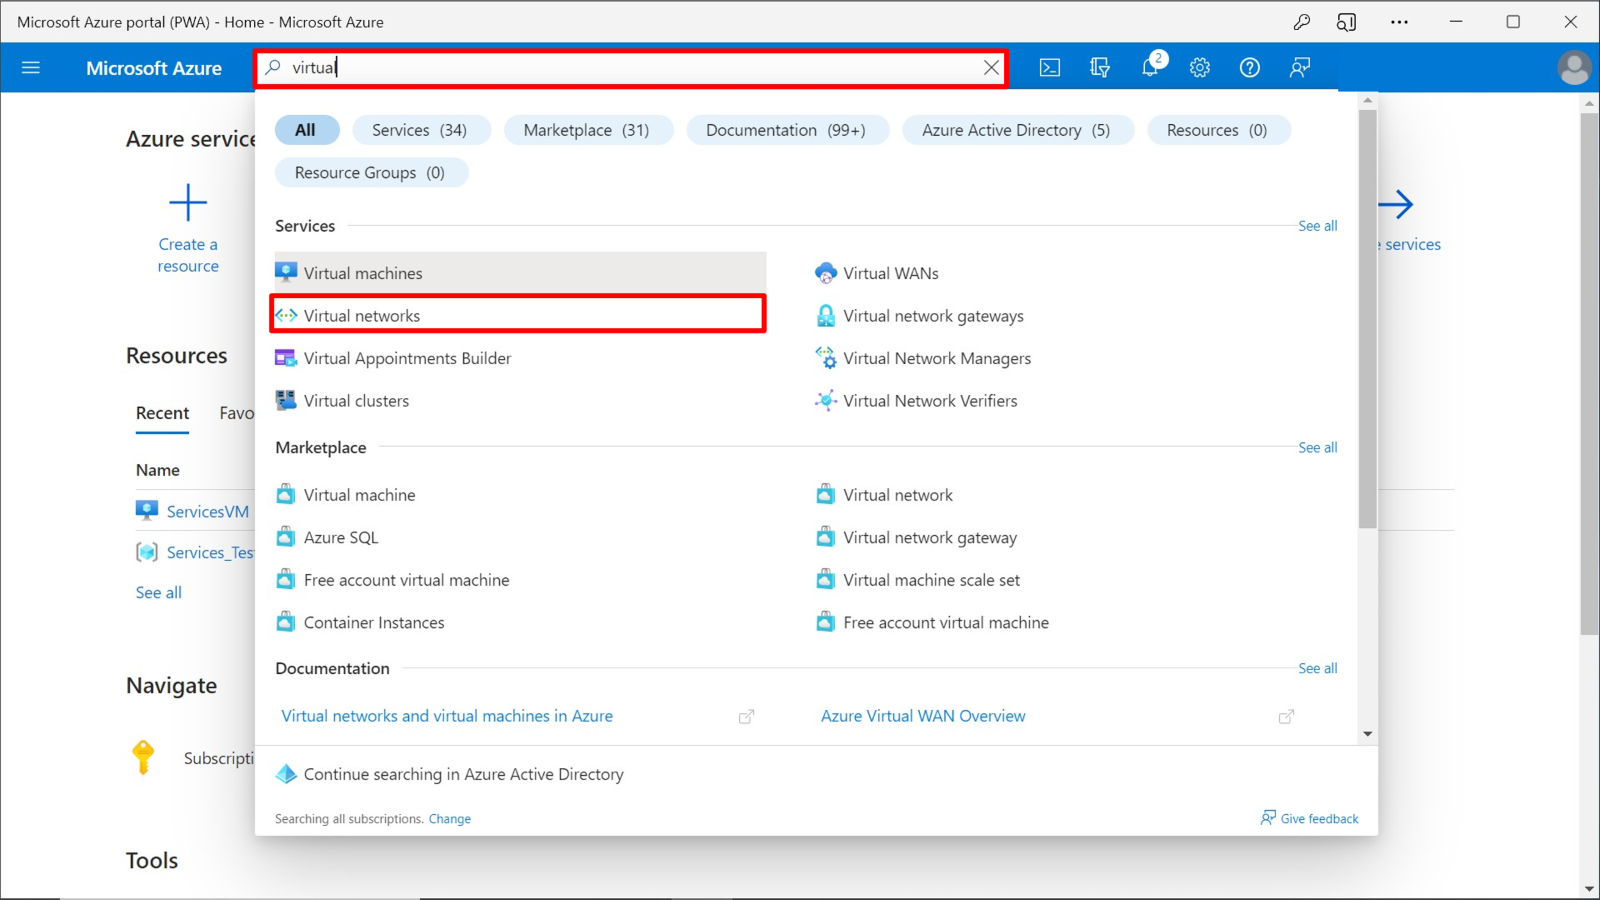 Microsoft Azure portal (PWA) - Home - Microsoft Azure
Microsoft Azure
virtual
2
All
Services (34)
Marketplace (31)
Documentation (99+)
Azure Active Directory (5)
Resources (0)
Resource Groups (0)
Azure
Create a
resource
services
Services
See all
Virtual machines
Virtual WANs
Virtual networks
Virtual network gateways
Virtual Appointments Builder
Virtual Network Managers
Virtual clusters
Virtual Network Verifiers
Resources
Recent
Name
ServicesVM
See all
Marketplace
See all
Virtual machine
Virtual network
Azure SQL
Virtual network gateway
Free account virtual machine
Virtual machine scale set
Container Instances
Free account virtual machine
Documentation
See all
Virtual networks and virtual machines in Azure
Azure Virtual WAN Overview
Navigate
Continue searching in Azure Active Directory
Searching all subscriptions. Change
Give feedback
Tools